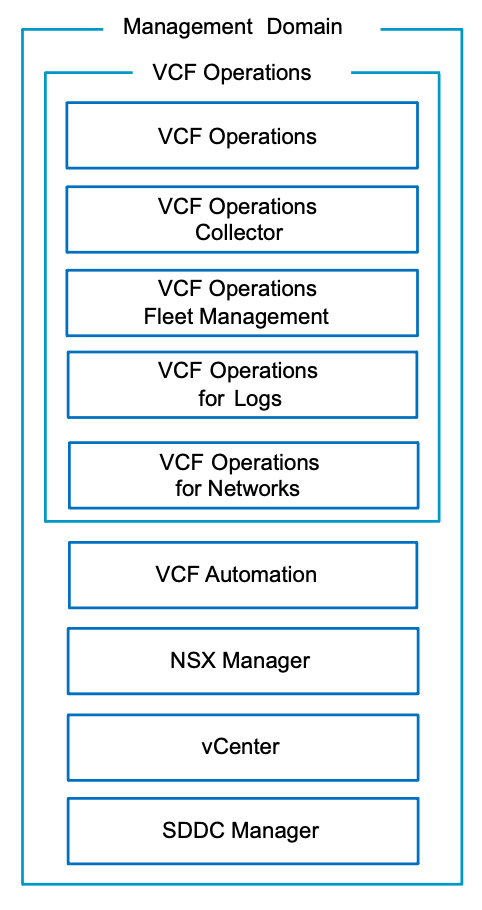 Management Domain
VCF Operations
VCF Operations
VCF Operations
Collector
VCF Operations
Fleet Management
VCF Operations
for Logs
VCF Operations
for Networks
VCF Automation
NSX Manager
vCenter
SDDC Manager